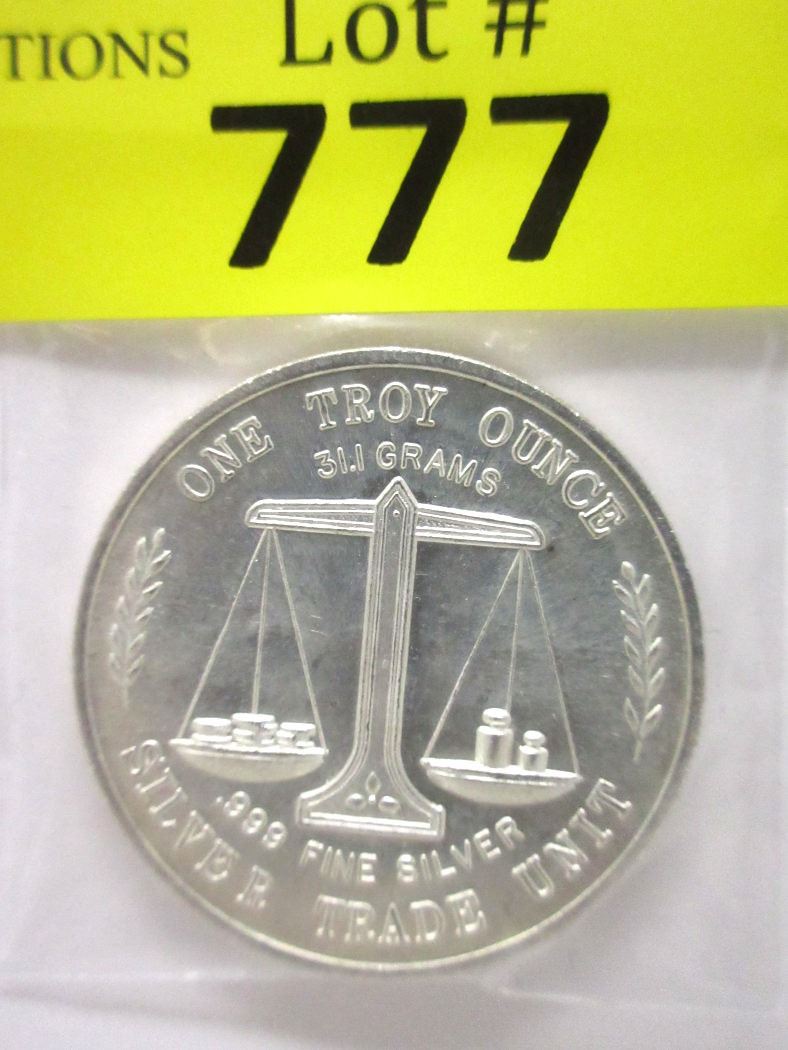 TIONS
Lot #
777
ONE TROY OUNCE
31.1 GRAMS
.999 FINE SILVER
SILVER TRADE UNIT